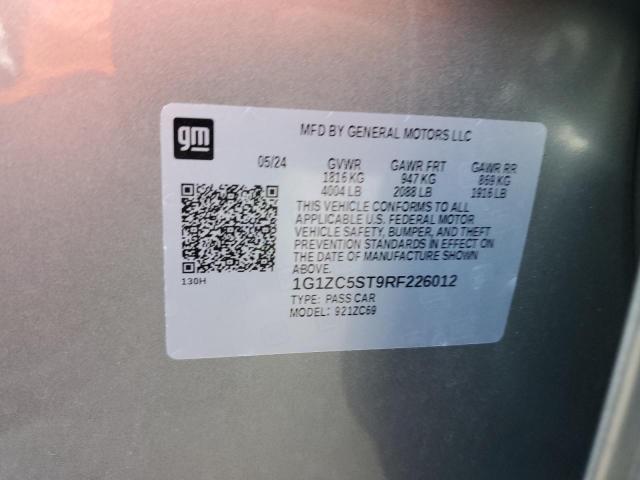 gm
MFD BY GENERAL MOTORS LLC
05/24 GVWR GAWR FRT GAWR RR
1816 KG 947 KG 869 KG
4004 LB 2088 LB 1916 LB
THIS VEHICLE CONFORMS TO ALL
APPLICABLE U.S. FEDERAL MOTOR
VEHICLE SAFETY, BUMPER, AND THEFT
PREVENTION STANDARDS IN EFFECT ON
THE DATE OF MANUFACTURE SHOWN
ABOVE.
130H
1G1ZC5ST9RF226012
TYPE: PASS CAR
MODEL: 921ZC69